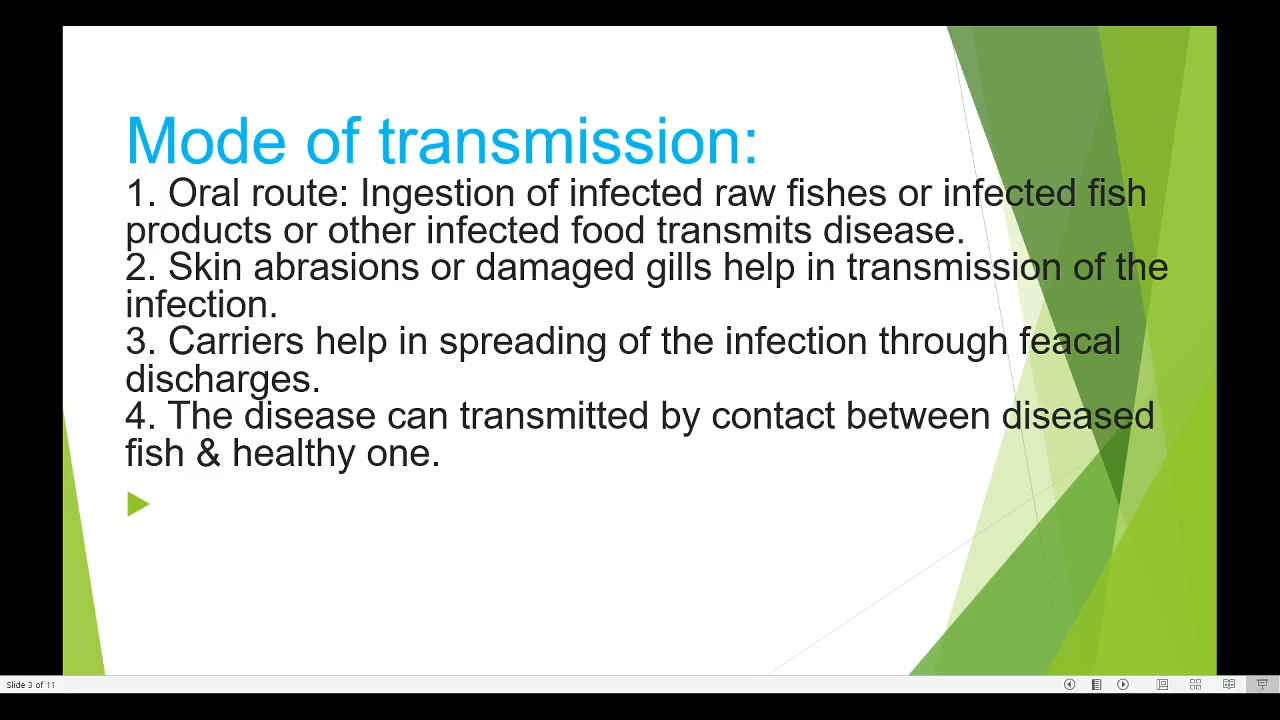 Mode of transmission:
1. Oral route: Ingestion of infected raw fishes or infected fish
products or other infected food transmits disease.
2. Skin abrasions or damaged gills help in transmission of the
infection.
3. Carriers help in spreading of the infection through feacal
discharges.
4. The disease can transmitted by contact between diseased
fish & healthy one.
Slide 3 of 11